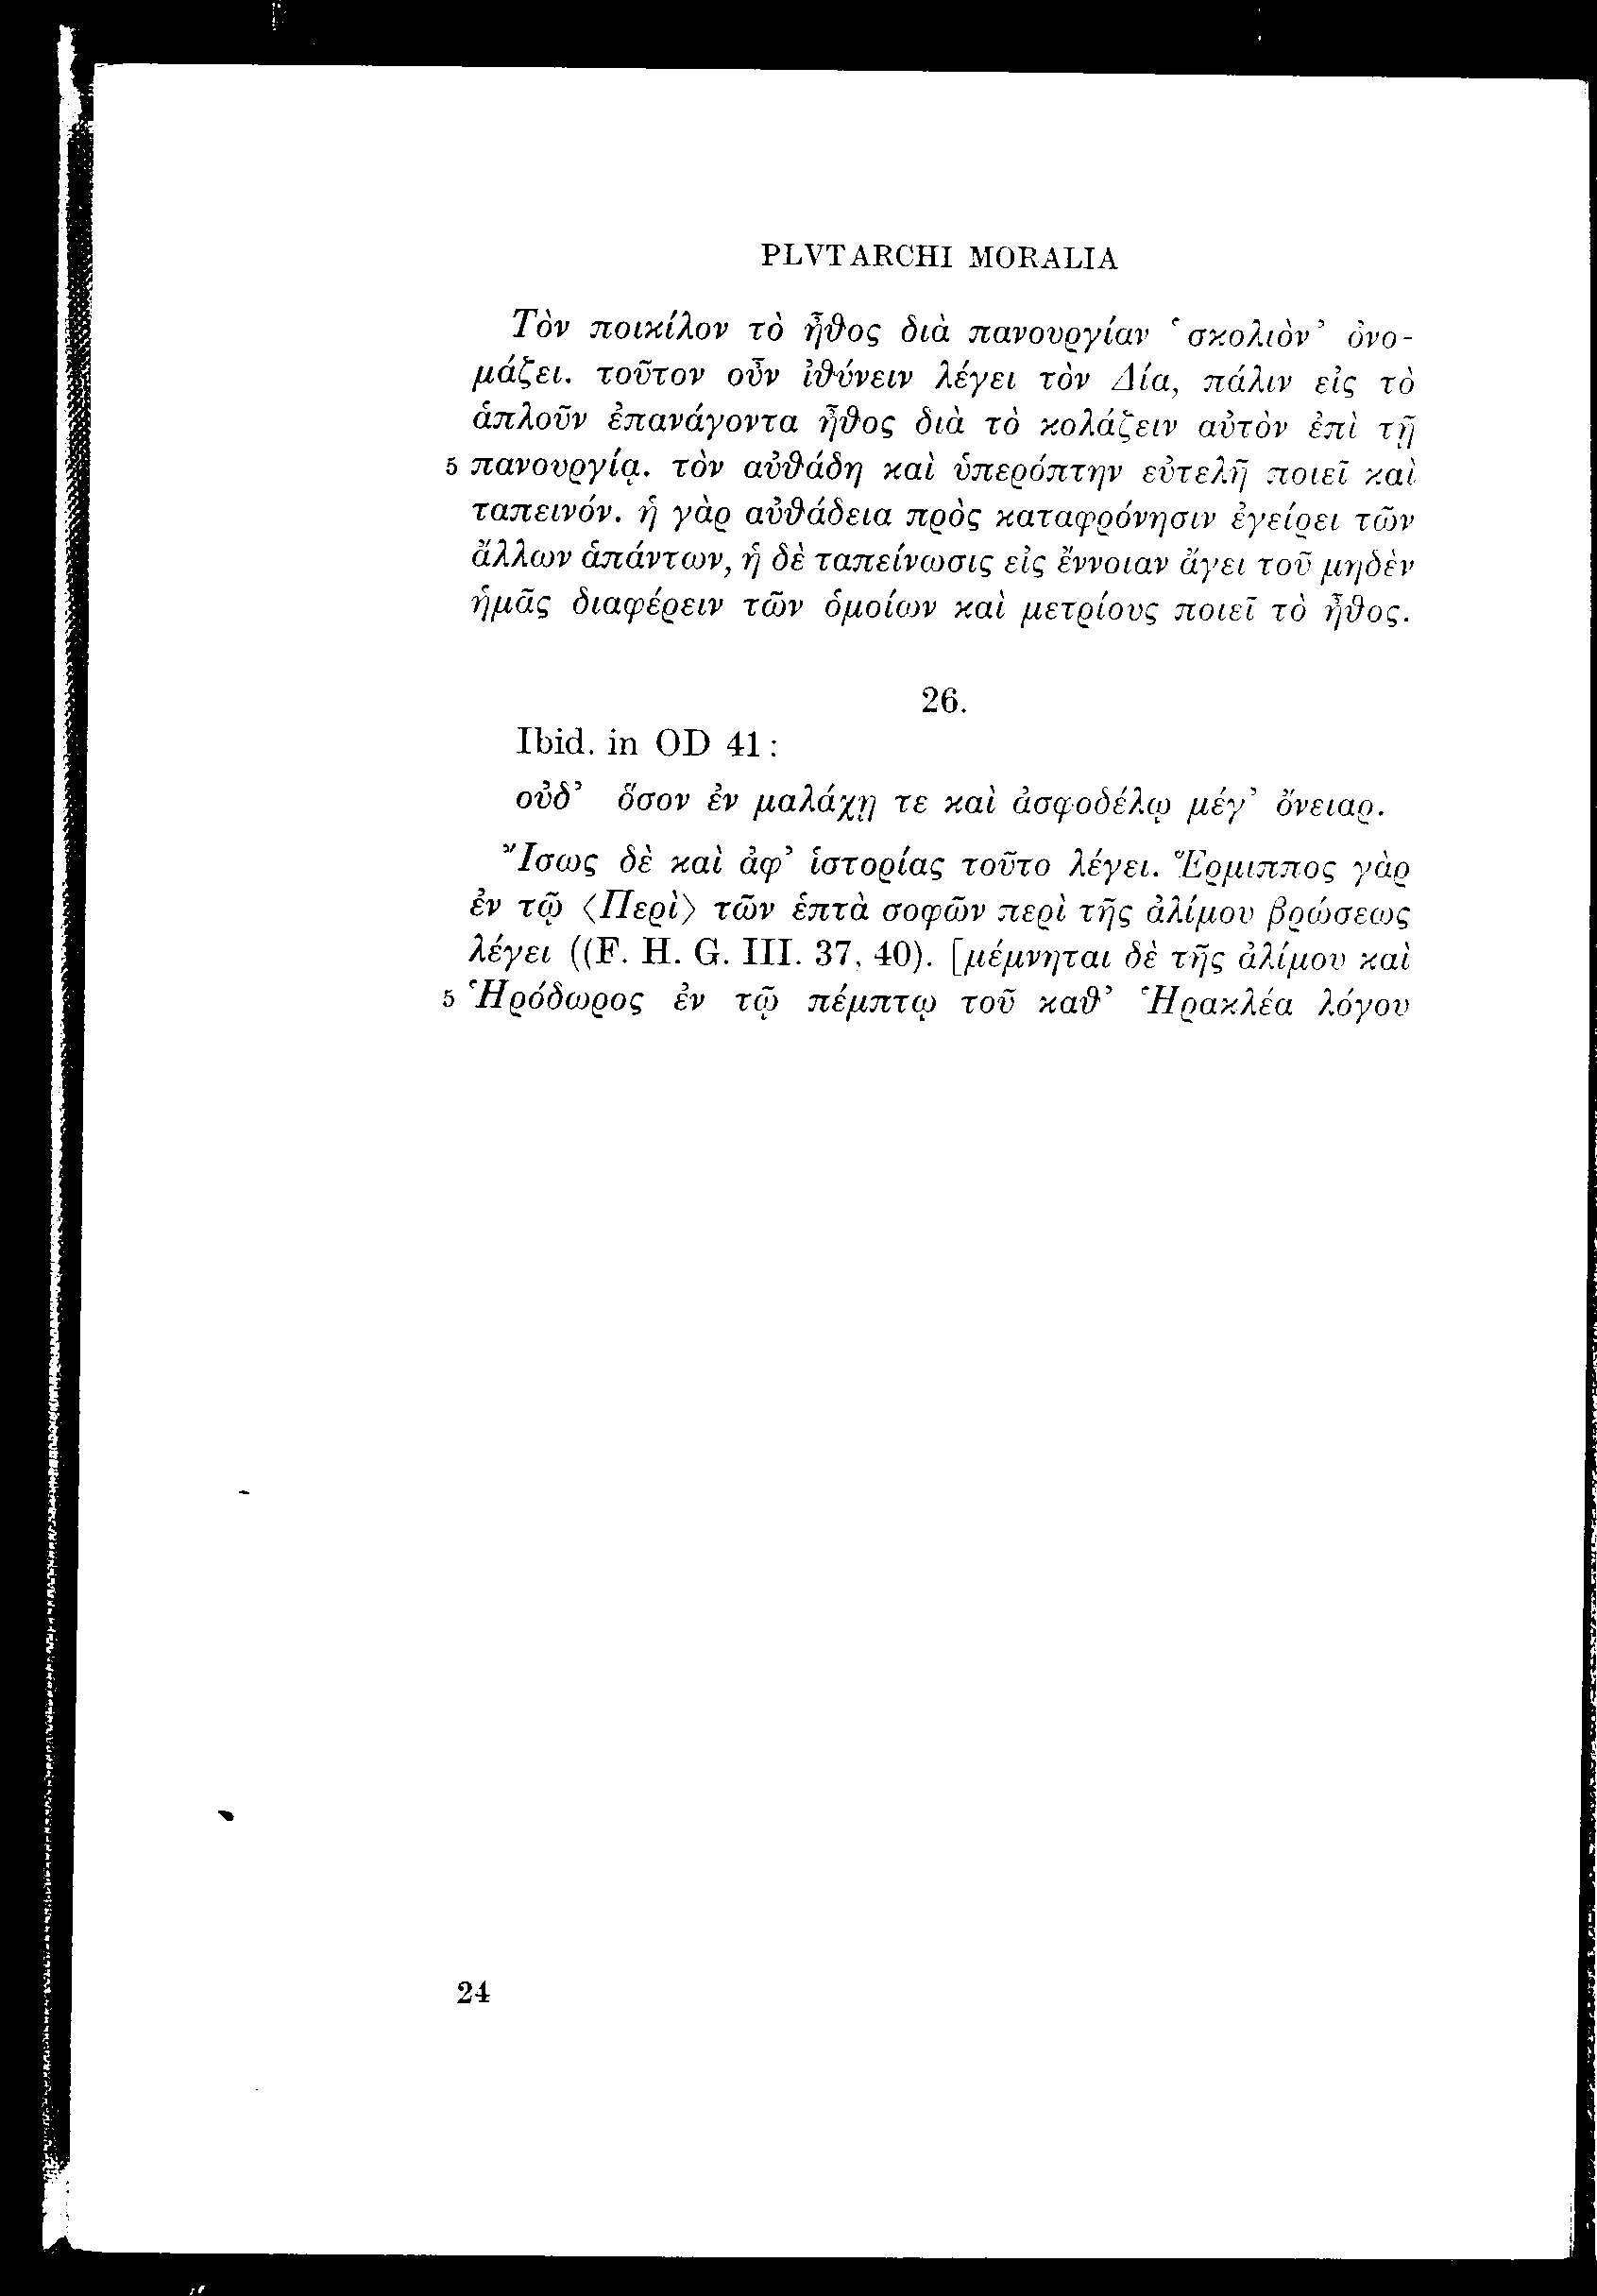 PLVTARCHI MORALIA
Τὸν ποικίλον τὸ ἦθος διὰ πανουργίαν ‘σκολιὸν’ ὀνο-
μάζει. τοῦτον οὖν ἰθύνειν λέγει τὸν Δία, πάλιν εἰς τὸ
ἁπλοῦν ἐπανάγοντα ἦθος διὰ τὸ κολάζειν αὐτὸν ἐπὶ τῇ
5 πανουργίᾳ. τὸν αὐθάδη καὶ ὑπερόπτην εὐτελῆ ποιεῖ καὶ
ταπεινόν. ἡ γὰρ αὐθάδεια πρὸς καταφρόνησιν ἐγείρει τῶν
ἄλλων ἁπάντων, ἡ δὲ ταπείνωσις εἰς ἔννοιαν ἄγει τοῦ μηδὲν
ἡμᾶς διαφέρειν τῶν ὁμοίων καὶ μετρίους ποιεῖ τὸ ἦθος.
26.
Ibid. in OD 41:
οὐδ’ ὅσον ἐν μαλάχῃ τε καὶ ἀσφοδέλῳ μέγ’ ὄνειαρ.
Ἴσως δὲ καὶ ἀφ’ ἱστορίας τοῦτο λέγει. Ἕρμιππος γὰρ
ἐν τῷ 〈Περὶ〉 τῶν ἑπτὰ σοφῶν περὶ τῆς ἀλίμου βρώσεως
λέγει ((F. H. G. III. 37, 40). [μέμνηται δὲ τῆς ἀλίμου καὶ
5 Ἡρόδωρος ἐν τῷ πέμπτῳ τοῦ καθ’ Ἡρακλέα λόγου
24